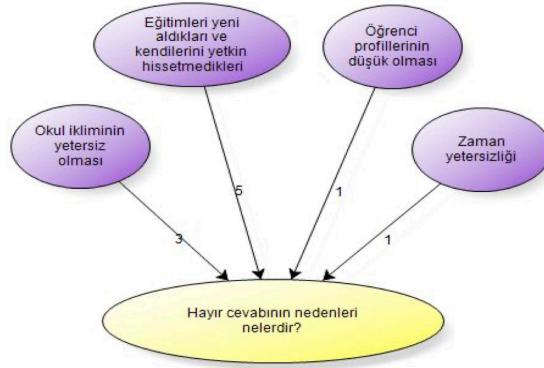 Eğitimleri yeni
aldıkları ve
kendilerini yetkin
hissetmedikleri
Öğrenci
profillerinin
düşük olması
Okul ikliminin
yetersiz
olması
Zaman
yetersizliği
5
1
3
1
Hayır cevabının nedenleri
nelerdir?